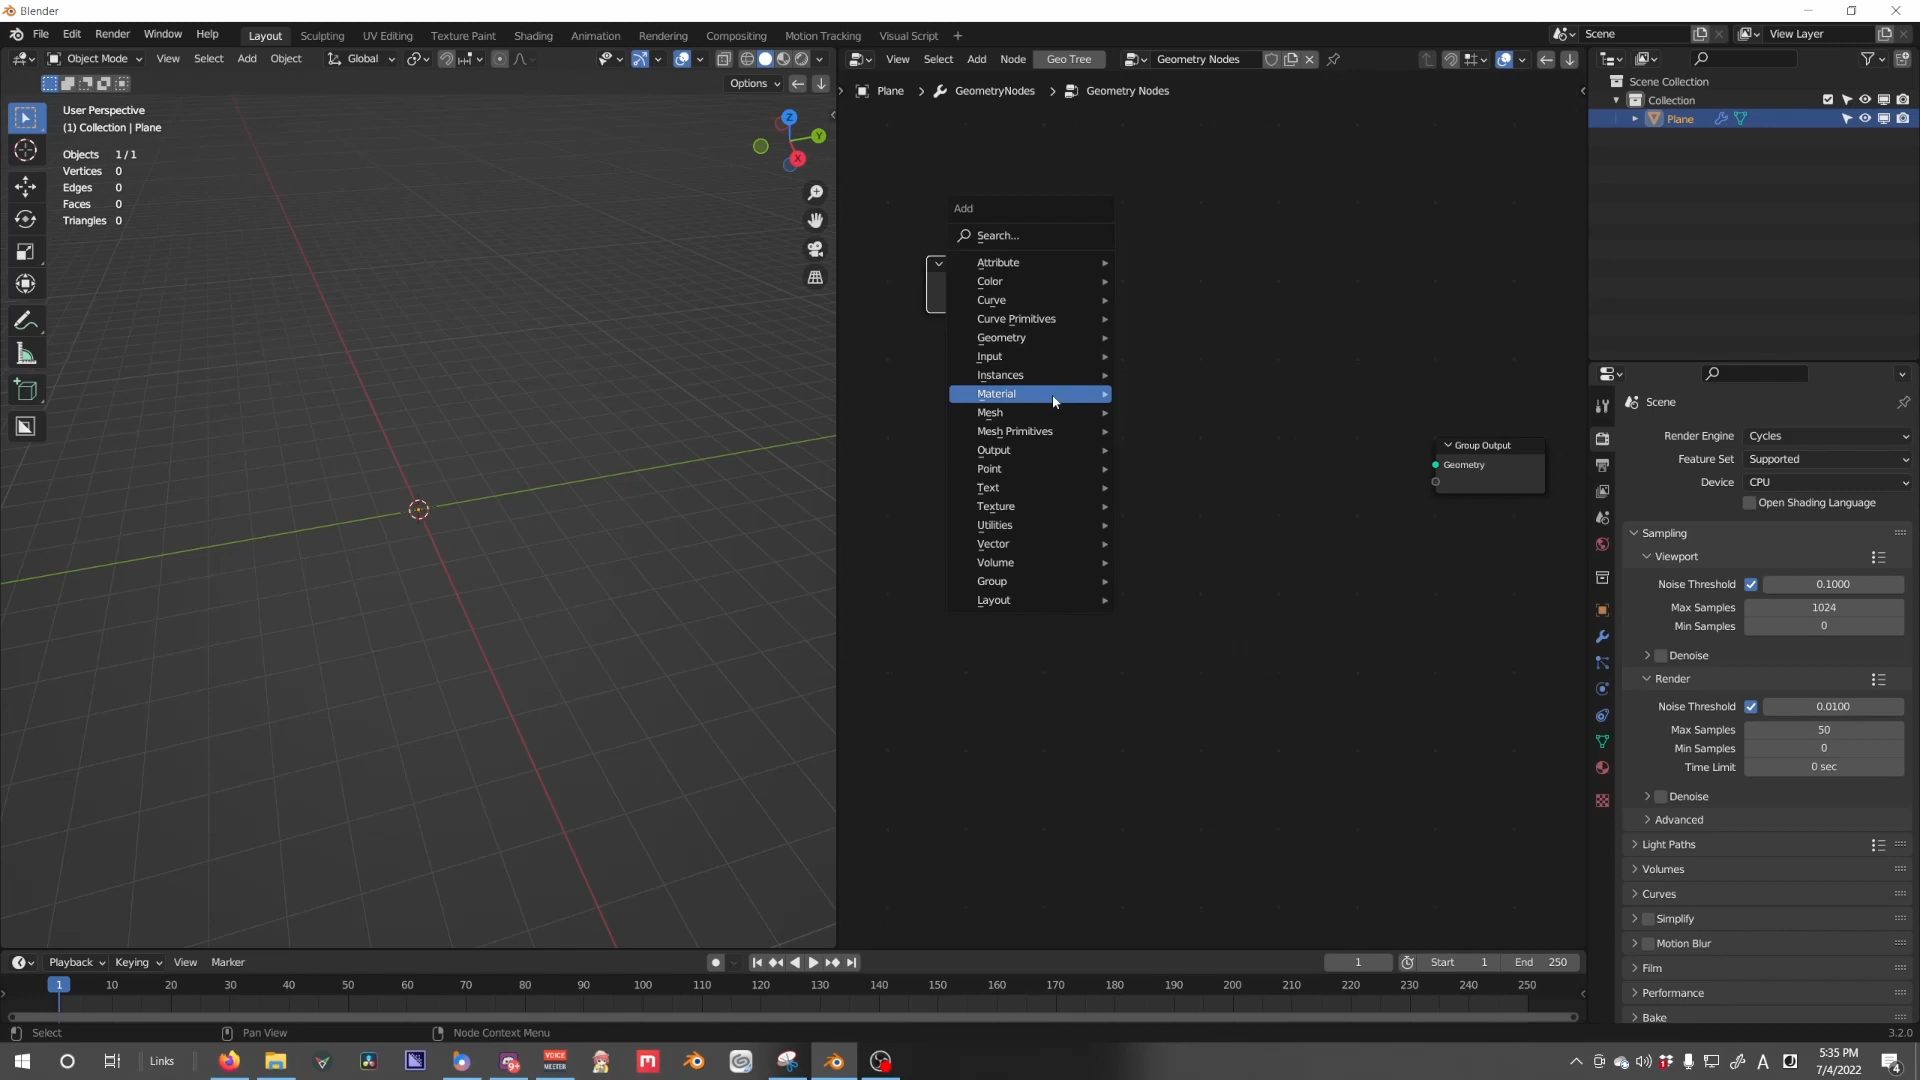 Blender
File Edit Render Window Help Layout Sculpting UV Editing Texture Paint Shading Animation Rendering Compositing Motion Tracking Visual Script + Scene View Layer
Object Mode View Select Add Object Global View Select Add Node Geo Tree Geometry Nodes
Options
Plane > GeometryNodes > Geometry Nodes
User Perspective
(1) Collection | Plane
Objects 1/1
Vertices 0
Edges 0
Faces 0
Triangles 0
Z
Y
X
Add
Search...
Attribute
Color
Curve
Curve Primitives
Geometry
Input
Instances
Material
Mesh
Mesh Primitives
Output
Point
Text
Texture
Utilities
Vector
Volume
Group
Layout
Group Output
Geometry
Scene Collection
Collection
Plane
Scene
Render Engine Cycles
Feature Set Supported
Device CPU
Open Shading Language
Sampling
Viewport
Noise Threshold 0.1000
Max Samples 1024
Min Samples 0
Denoise
Render
Noise Threshold 0.0100
Max Samples 50
Min Samples 0
Time Limit 0 sec
Denoise
Advanced
Light Paths
Volumes
Curves
Simplify
Motion Blur
Film
Performance
Bake
Playback Keying View Marker 1 Start 1 End 250
1 10 20 30 40 50 60 70 80 90 100 110 120 130 140 150 160 170 180 190 200 210 220 230 240 250
Select Pan View Node Context Menu 3.2.0
Links
VOICE
MEETER
9+
5:35 PM
7/4/2022
4